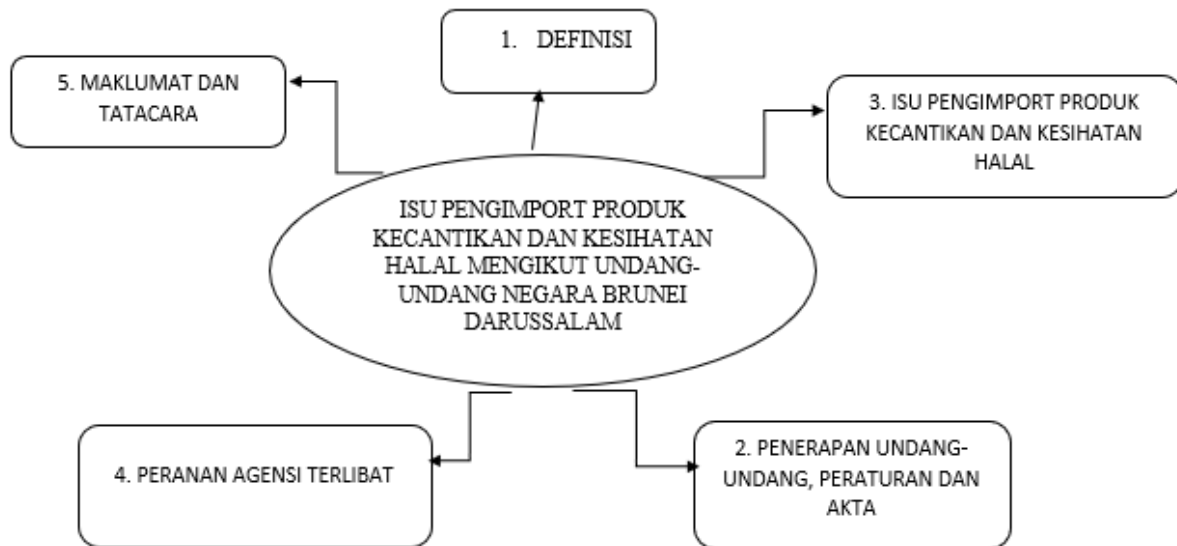 1. DEFINISI
5. MAKLUMAT DAN
TATACARA
3. ISU PENGIMPORT PRODUK
KECANTIKAN DAN KESIHATAN
HALAL
ISU PENGIMPORT PRODUK
KECANTIKAN DAN KESIHATAN
HALAL MENGIKUT UNDANG-
UNDANG NEGARA BRUNEI
DARUSSALAM
4. PERANAN AGENSI TERLIBAT
2. PENERAPAN UNDANG-
UNDANG, PERATURAN DAN
AKTA